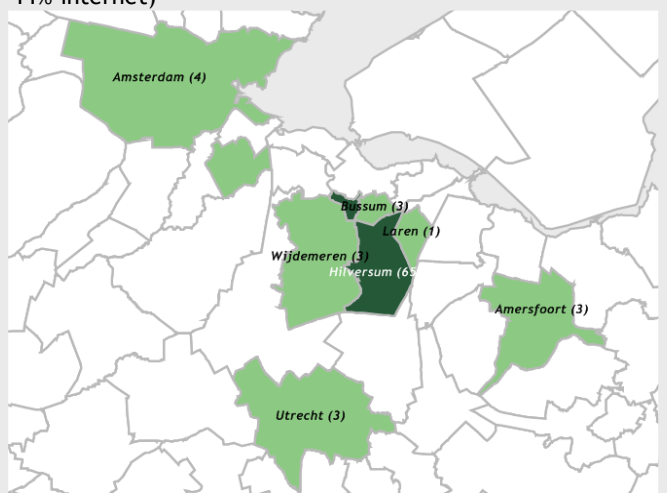 Internet)
Amsterdam (4)
Bussum (3)
Laren (1)
Wijdemeren (3)
Hilversum (65
Amersfoort (3)
Utrecht (3)